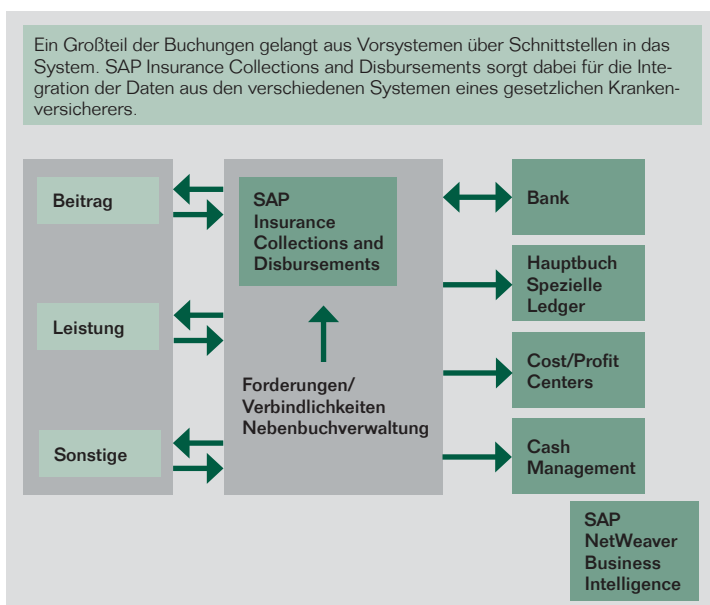 Ein Großteil der Buchungen gelangt aus Vorsystemen über Schnittstellen in das
System. SAP Insurance Collections and Disbursements sorgt dabei für die Inte-
gration der Daten aus den verschiedenen Systemen eines gesetzlichen Kranken-
versicherers.
Beitrag
Leistung
Sonstige
SAP
Insurance
Collections and
Disbursements
Forderungen/
Verbindlichkeiten
Nebenbuchverwaltung
Bank
Hauptbuch
Spezielle
Ledger
Cost/Profit
Centers
Cash
Management
SAP
NetWeaver
Business
Intelligence